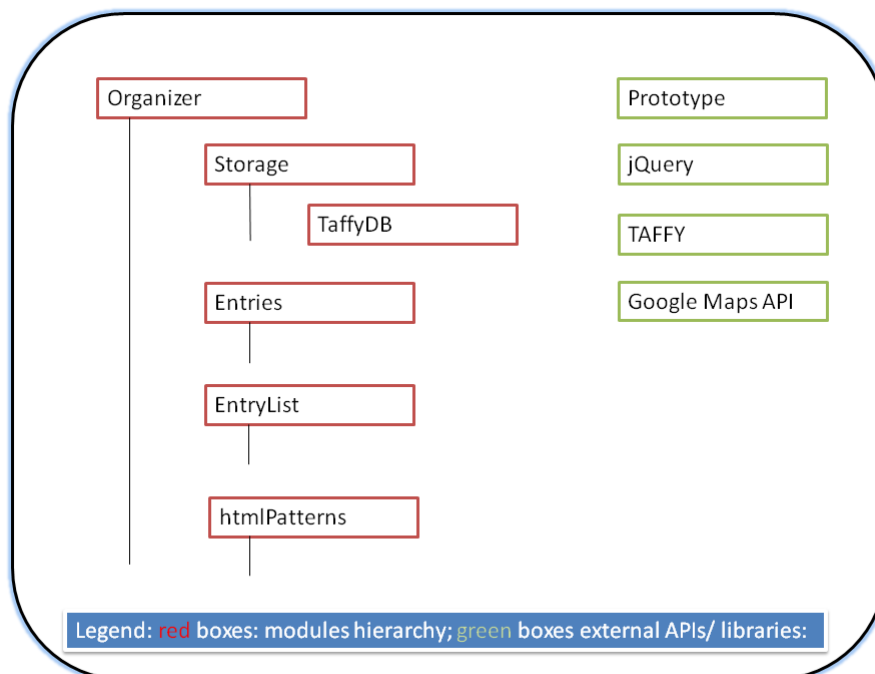 Organizer
Storage
TaffyDB
Entries
EntryList
htmlPatterns
Prototype
jQuery
TAFFY
Google Maps API
Legend: red boxes: modules hierarchy; green boxes external APIs/ libraries: